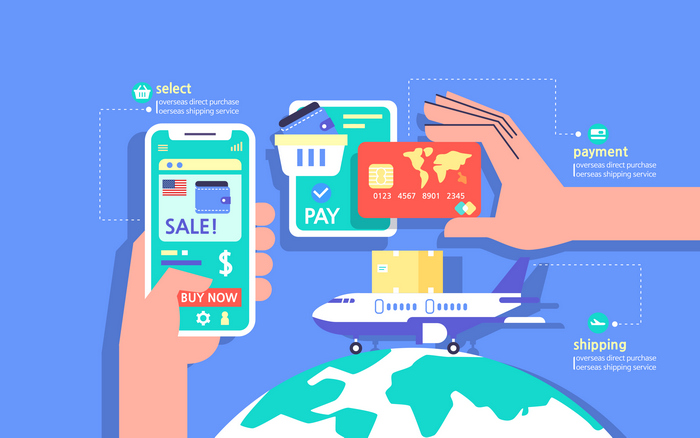 select
overseas direct purchase
oerseas shipping service
SALE!
$
BUY NOW
PAY
0123 4567 8901 2345
payment
overseas direct purchase
oerseas shipping service
shipping
overseas direct purchase
oerseas shipping service